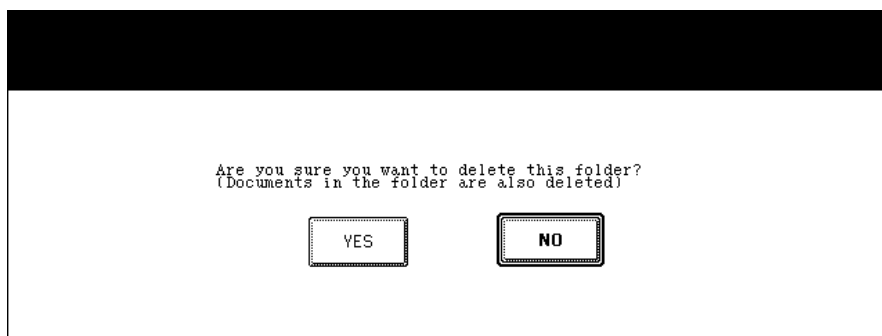 Are you sure you want to delete this folder?
(Documents in the folder are also deleted)
YES
NO